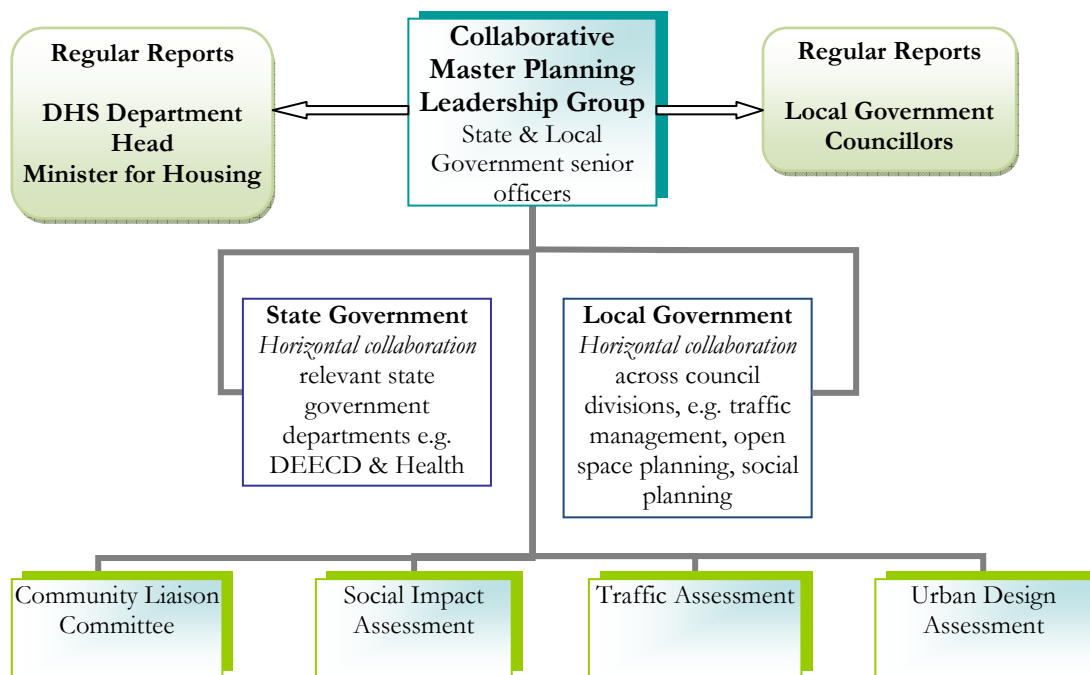 Regular Reports
DHS Department
Head
Minister for Housing
Collaborative
Master Planning
Leadership Group
State & Local
Government senior
officers
Regular Reports
Local Government
Councillors
State Government
Horizontal collaboration
relevant state
government
departments e.g.
DEECD & Health
Local Government
Horizontal collaboration
across council
divisions, e.g. traffic
management, open
space planning, social
planning
Community Liaison
Committee
Social Impact
Assessment
Traffic Assessment
Urban Design
Assessment